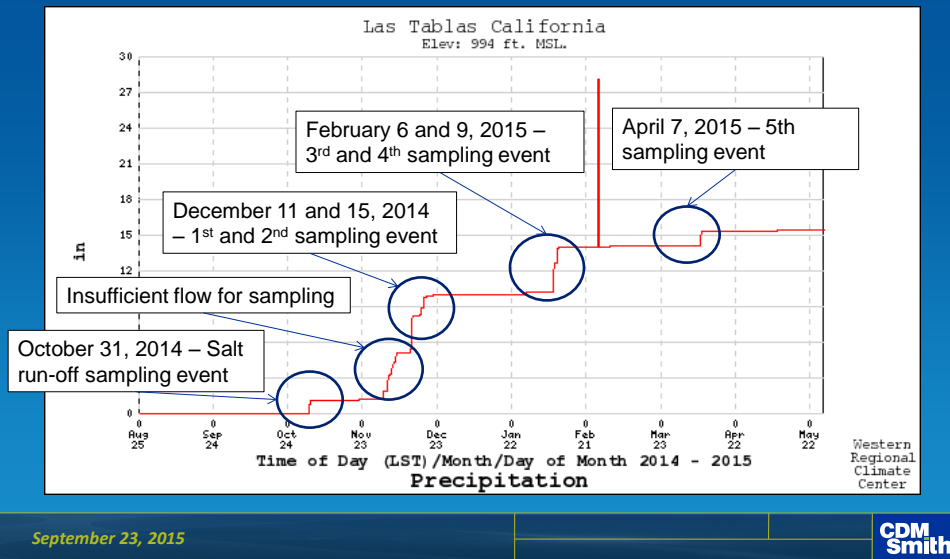 Las Tablas California
Elev: 994 ft. MSL.
30
27
24
21
18
15
12
0
in
February 6 and 9, 2015 –
3rd and 4th sampling event
April 7, 2015 – 5th
sampling event
December 11 and 15, 2014
– 1st and 2nd sampling event
Insufficient flow for sampling
October 31, 2014 – Salt
run-off sampling event
0 0 0 0 0 0 0 0 0 0
Aug Sep Oct Nov Dec Jan Feb Mar Apr May
25 24 24 23 23 22 21 23 22 22
Time of Day (LST)/Month/Day of Month 2014 - 2015
Precipitation
Western
Regional
Climate
Center
September 23, 2015
CDM
Smith